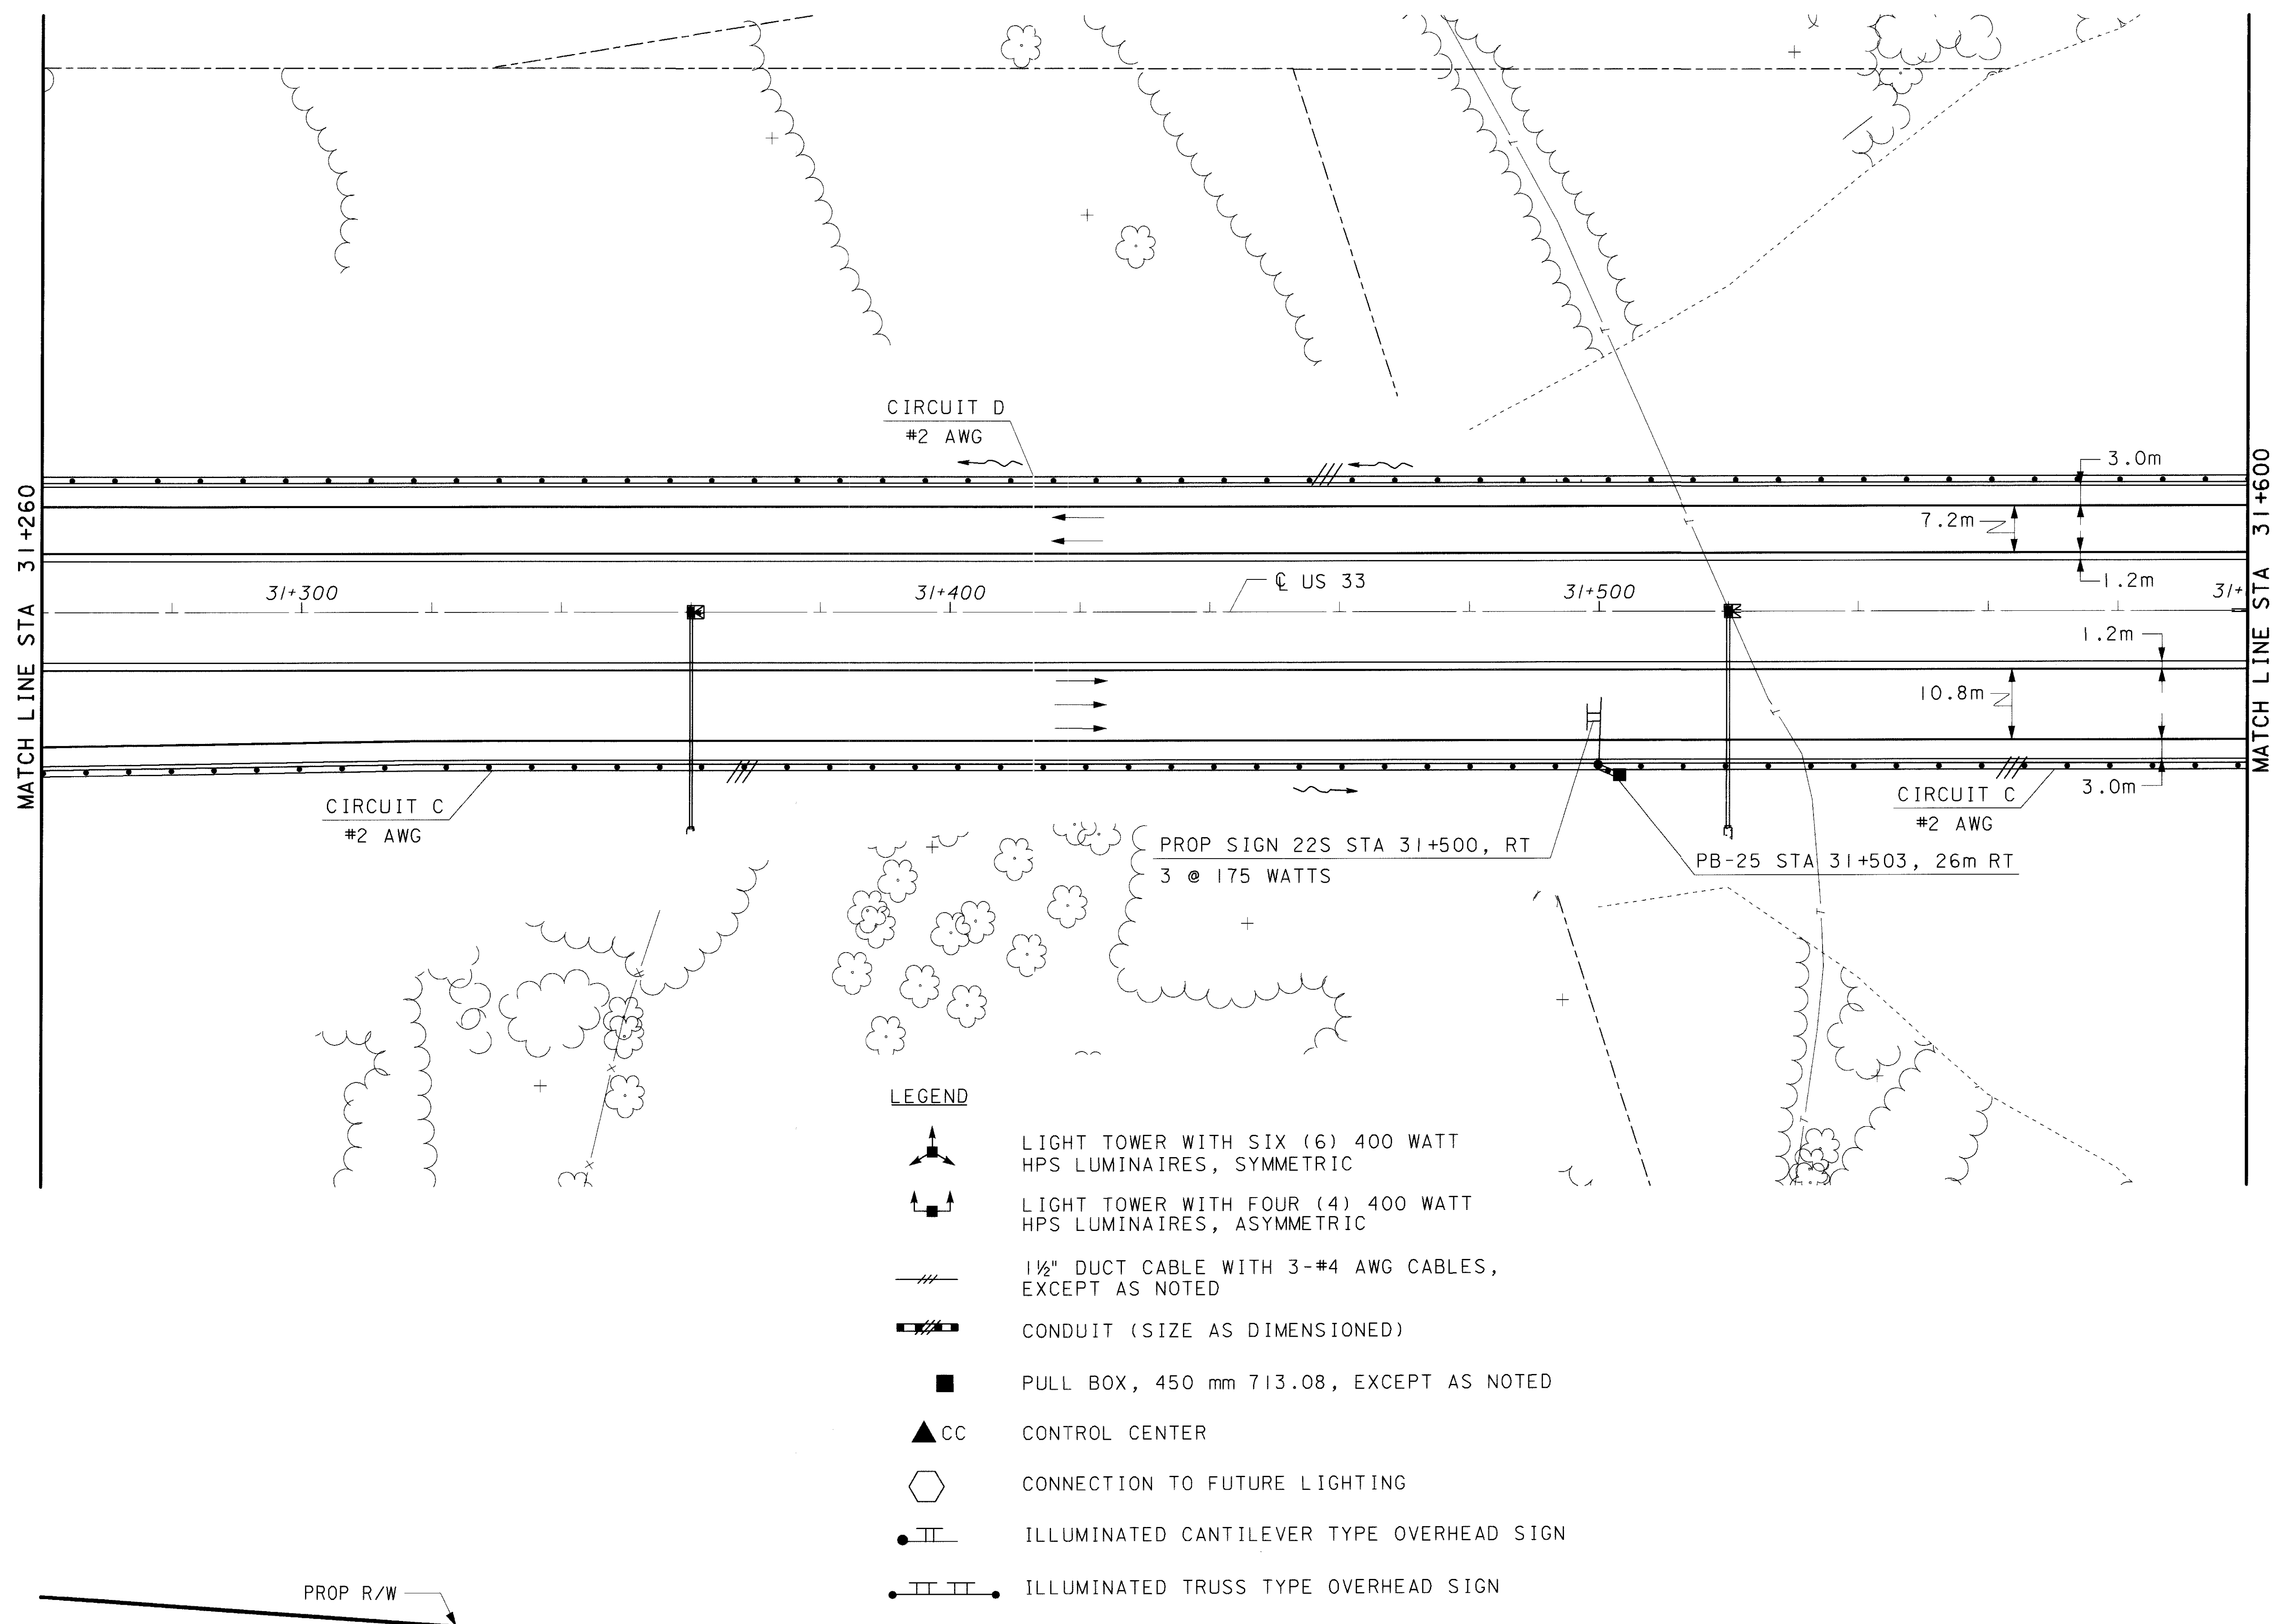 CIRCUIT D
#2 AWG
3.0m
7.2m
1.2m
MATCH LINE STA 31+260
MATCH LINE STA 31+600
31+300
31+400
℄ US 33
31+500
31+
1.2m
10.8m
3.0m
CIRCUIT C
#2 AWG
CIRCUIT C
#2 AWG
PROP SIGN 22S STA 31+500, RT
3 @ 175 WATTS
PB-25 STA 31+503, 26m RT
LEGEND
LIGHT TOWER WITH SIX (6) 400 WATT
HPS LUMINAIRES, SYMMETRIC
LIGHT TOWER WITH FOUR (4) 400 WATT
HPS LUMINAIRES, ASYMMETRIC
1½" DUCT CABLE WITH 3-#4 AWG CABLES,
EXCEPT AS NOTED
CONDUIT (SIZE AS DIMENSIONED)
PULL BOX, 450 mm 713.08, EXCEPT AS NOTED
CC CONTROL CENTER
CONNECTION TO FUTURE LIGHTING
ILLUMINATED CANTILEVER TYPE OVERHEAD SIGN
ILLUMINATED TRUSS TYPE OVERHEAD SIGN
PROP R/W